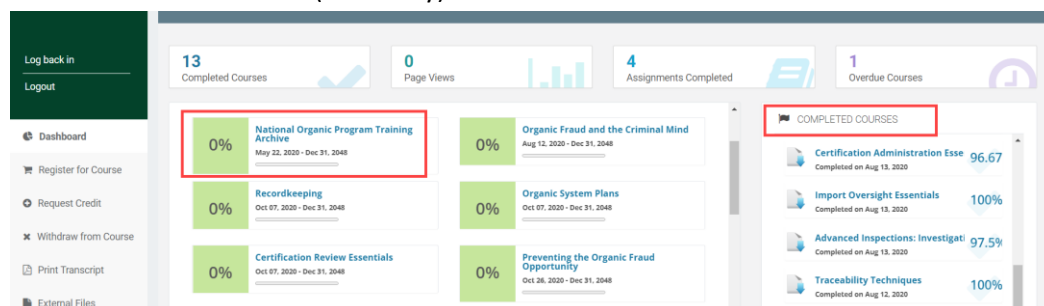 Log back in
Logout
Dashboard
Register for Course
Request Credit
Withdraw from Course
Print Transcript
External Files
13
Completed Courses
0
Page Views
4
Assignments Completed
1
Overdue Courses
0%
National Organic Program Training
Archive
May 22, 2020 - Dec 31, 2048
0%
Organic Fraud and the Criminal Mind
Aug 12, 2020 - Dec 31, 2048
0%
Recordkeeping
Oct 07, 2020 - Dec 31, 2048
0%
Organic System Plans
Oct 07, 2020 - Dec 31, 2048
0%
Certification Review Essentials
Oct 07, 2020 - Dec 31, 2048
0%
Preventing the Organic Fraud
Opportunity
Oct 26, 2020 - Dec 31, 2048
COMPLETED COURSES
Certification Administration Esse
96.67
Completed on Aug 13, 2020
Import Oversight Essentials
100%
Completed on Aug 13, 2020
Advanced Inspections: Investigati
97.5%
Completed on Aug 13, 2020
Traceability Techniques
100%
Completed on Aug 12, 2020